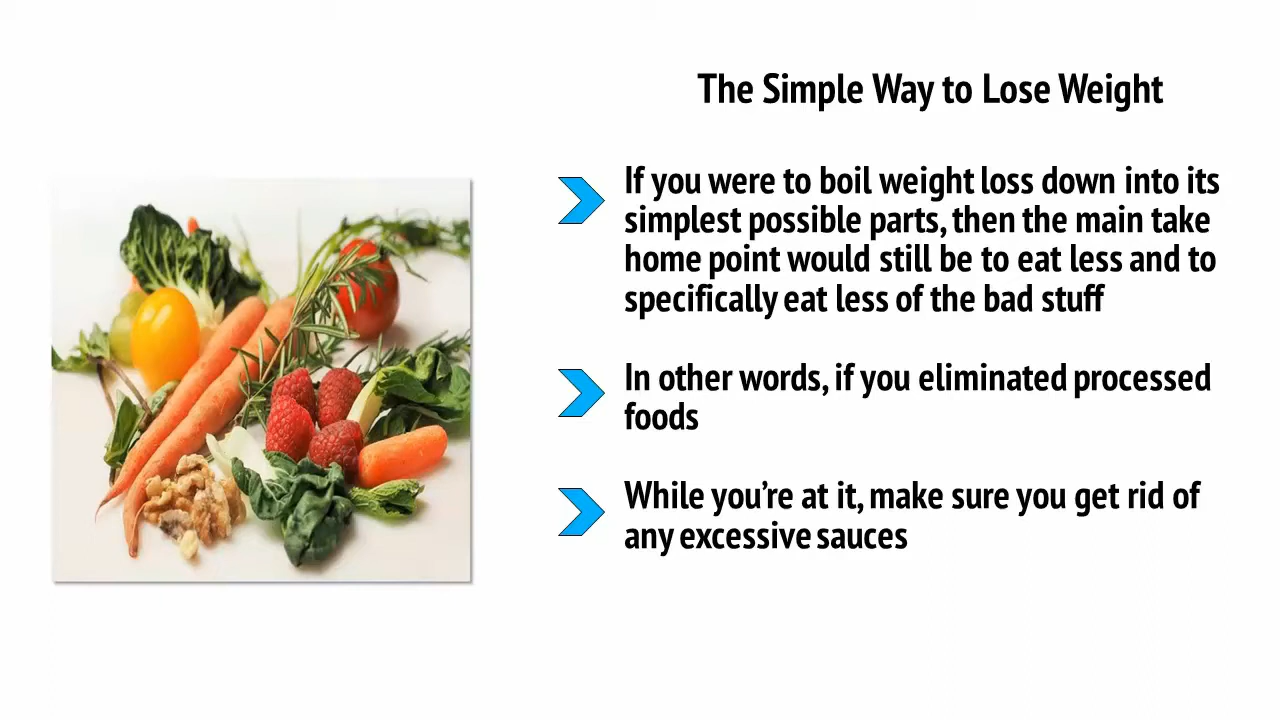 The Simple Way to Lose Weight
If you were to boil weight loss down into its
simplest possible parts, then the main take
home point would still be to eat less and to
specifically eat less of the bad stuff
In other words, if you eliminated processed
foods
While you're at it, make sure you get rid of
any excessive sauces